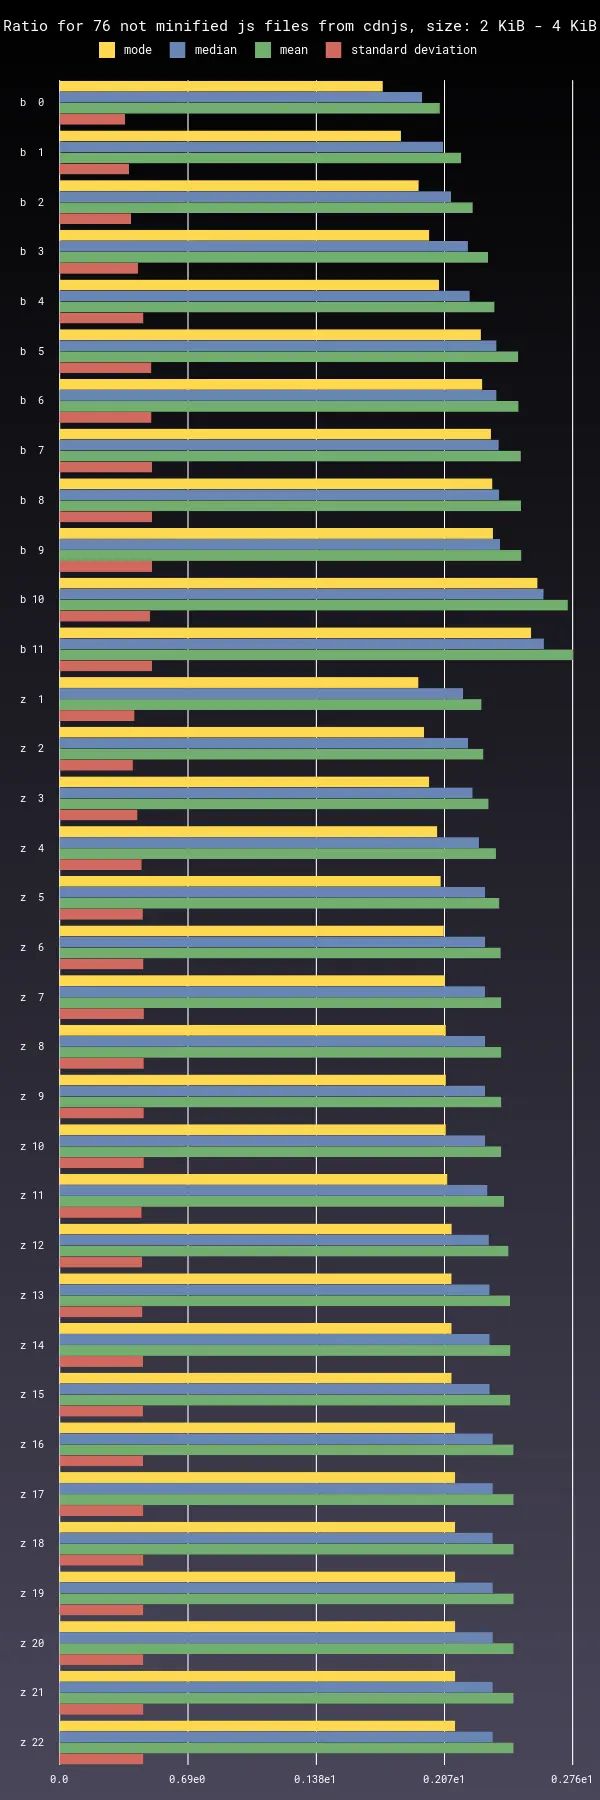 Ratio for 76 not minified js files from cdnjs, size: 2 KiB - 4 KiB
mode median mean standard deviation
b 0
b 1
b 2
b 3
b 4
b 5
b 6
b 7
b 8
b 9
b 10
b 11
z 1
z 2
z 3
z 4
z 5
z 6
z 7
z 8
z 9
z 10
z 11
z 12
z 13
z 14
z 15
z 16
z 17
z 18
z 19
z 20
z 21
z 22
0.0 0.69e0 0.138e1 0.207e1 0.276e1